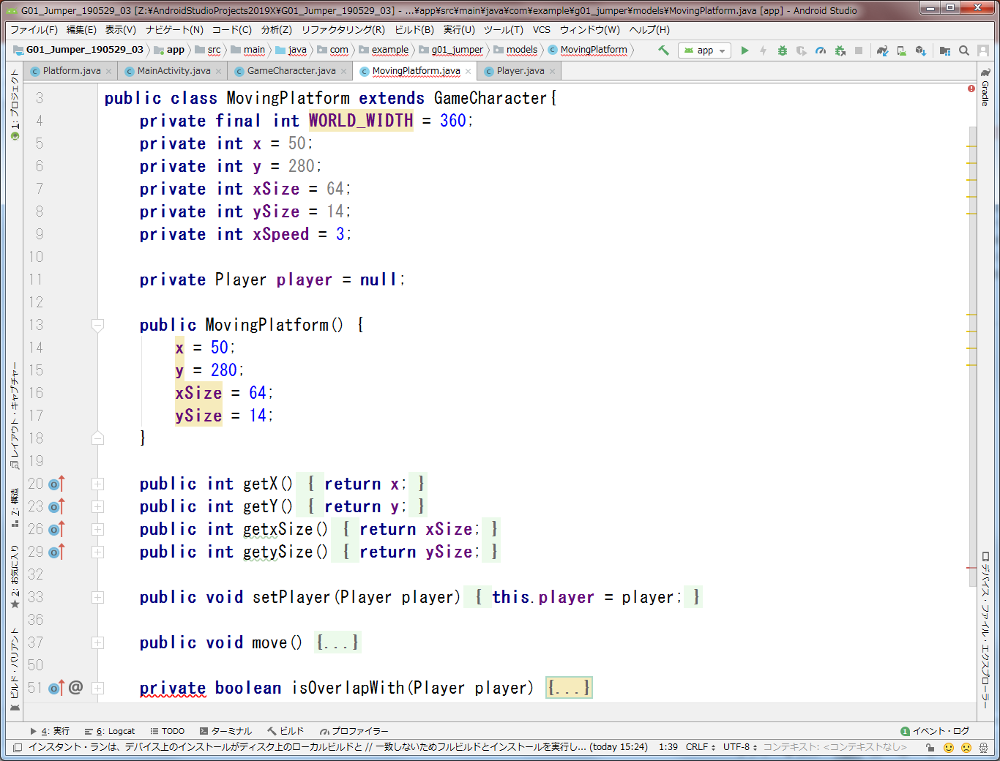 G01_Jumper_190529_03 [Z:¥AndroidStudioProjects2019X¥G01_Jumper_190529_03] - ...¥app¥src¥main¥java¥com¥example¥g01_jumper¥models¥MovingPlatform.java [app] - Android Studio
ファイル(F) 編集(E) 表示(V) ナビゲート(N) コード(C) 分析(Z) リファクタリング(R) ビルド(B) 実行(U) ツール(T) VCS ウィンドウ(W) ヘルプ(H)
G01_Jumper_190529_03 app src main java com example g01_jumper models MovingPlatform app
Platform.java MainActivity.java GameCharacter.java MovingPlatform.java Player.java
1: プロジェクト
レイアウト・キャプチャー
Z: 構造
2: お気に入り
ビルド・バリアント
3 public class MovingPlatform extends GameCharacter{
4 private final int WORLD_WIDTH = 360;
5 private int x = 50;
6 private int y = 280;
7 private int xSize = 64;
8 private int ySize = 14;
9 private int xSpeed = 3;
10
11 private Player player = null;
12
13 public MovingPlatform() {
14 x = 50;
15 y = 280;
16 xSize = 64;
17 ySize = 14;
18 }
19
20 public int getX() { return x; }
23 public int getY() { return y; }
26 public int getxSize() { return xSize; }
29 public int getySize() { return ySize; }
32
33 public void setPlayer(Player player) { this.player = player; }
36
37 public void move() {...}
50
51 @ private boolean isOverlapWith(Player player) {...}
Gradle
デバイス・ファイル・エクスプローラー
4: 実行 6: Logcat TODO ターミナル ビルド プロファイラー 1 イベント・ログ
インスタント・ランは、デバイス上のインストールがディスク上のローカルビルドと // 一致しないためフルビルドとインストールを実行し... (today 15:24) 1:39 CRLF UTF-8 コンテキスト: <コンテキストなし>